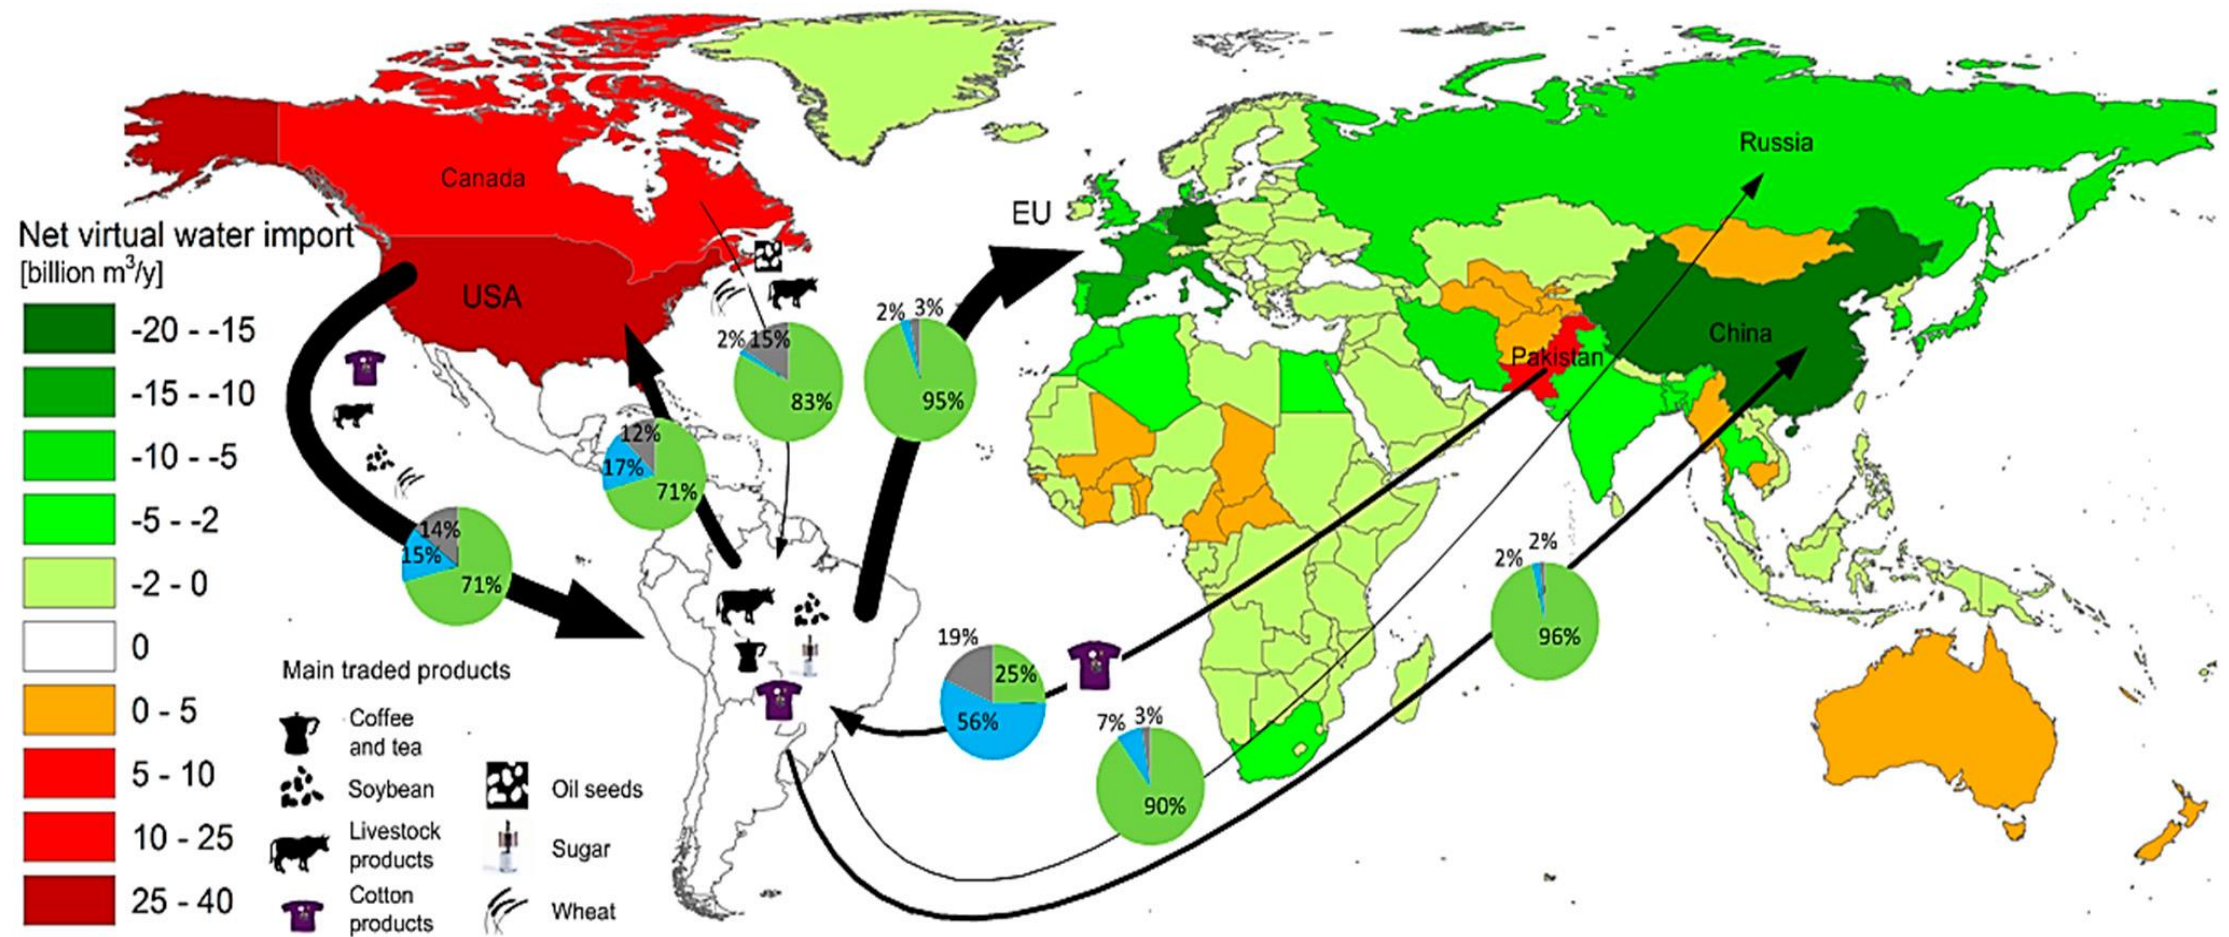 Russia
Canada
EU
Net virtual water import
[billion m³/y]
USA
China
Pakistan
-20 - -15
-15 - -10
-10 - -5
-5 - -2
-2 - 0
0
0 - 5
5 - 10
10 - 25
25 - 40
2% 15%
83%
2% 3%
95%
12%
17%
71%
14%
15%
71%
19%
25%
56%
7% 3%
90%
2% 2%
96%
Main traded products
Coffee
and tea
Soybean
Livestock
products
Cotton
products
Oil seeds
Sugar
Wheat